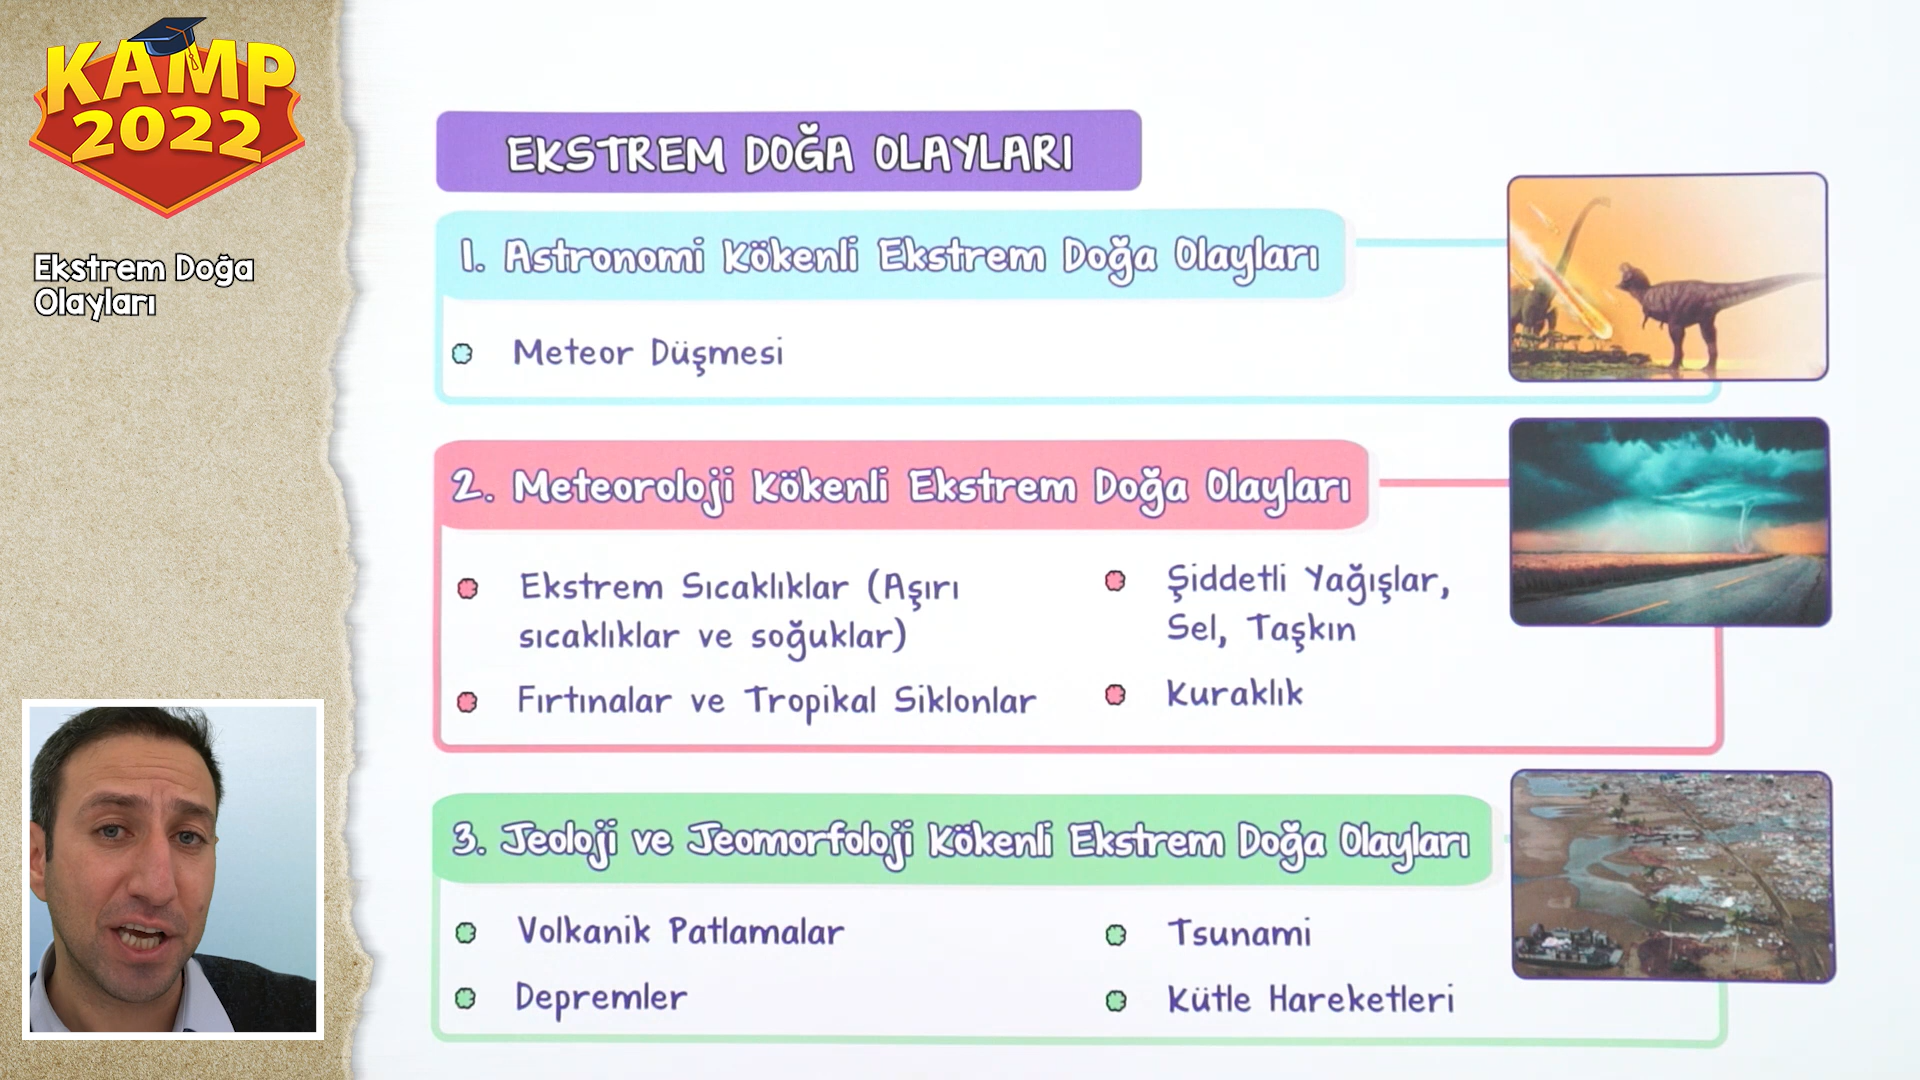 KAMP
2022
Ekstrem Doğa
Olayları
EKSTREM DOĞA OLAYLARI
1. Astronomi Kökenli Ekstrem Doğa Olayları
Meteor Düşmesi
2. Meteoroloji Kökenli Ekstrem Doğa Olayları
Ekstrem Sıcaklıklar (Aşırı
sıcaklıklar ve soğuklar)
Fırtınalar ve Tropikal Siklonlar
Şiddetli Yağışlar,
Sel, Taşkın
Kuraklık
3. Jeoloji ve Jeomorfoloji Kökenli Ekstrem Doğa Olayları
Volkanik Patlamalar
Depremler
Tsunami
Kütle Hareketleri